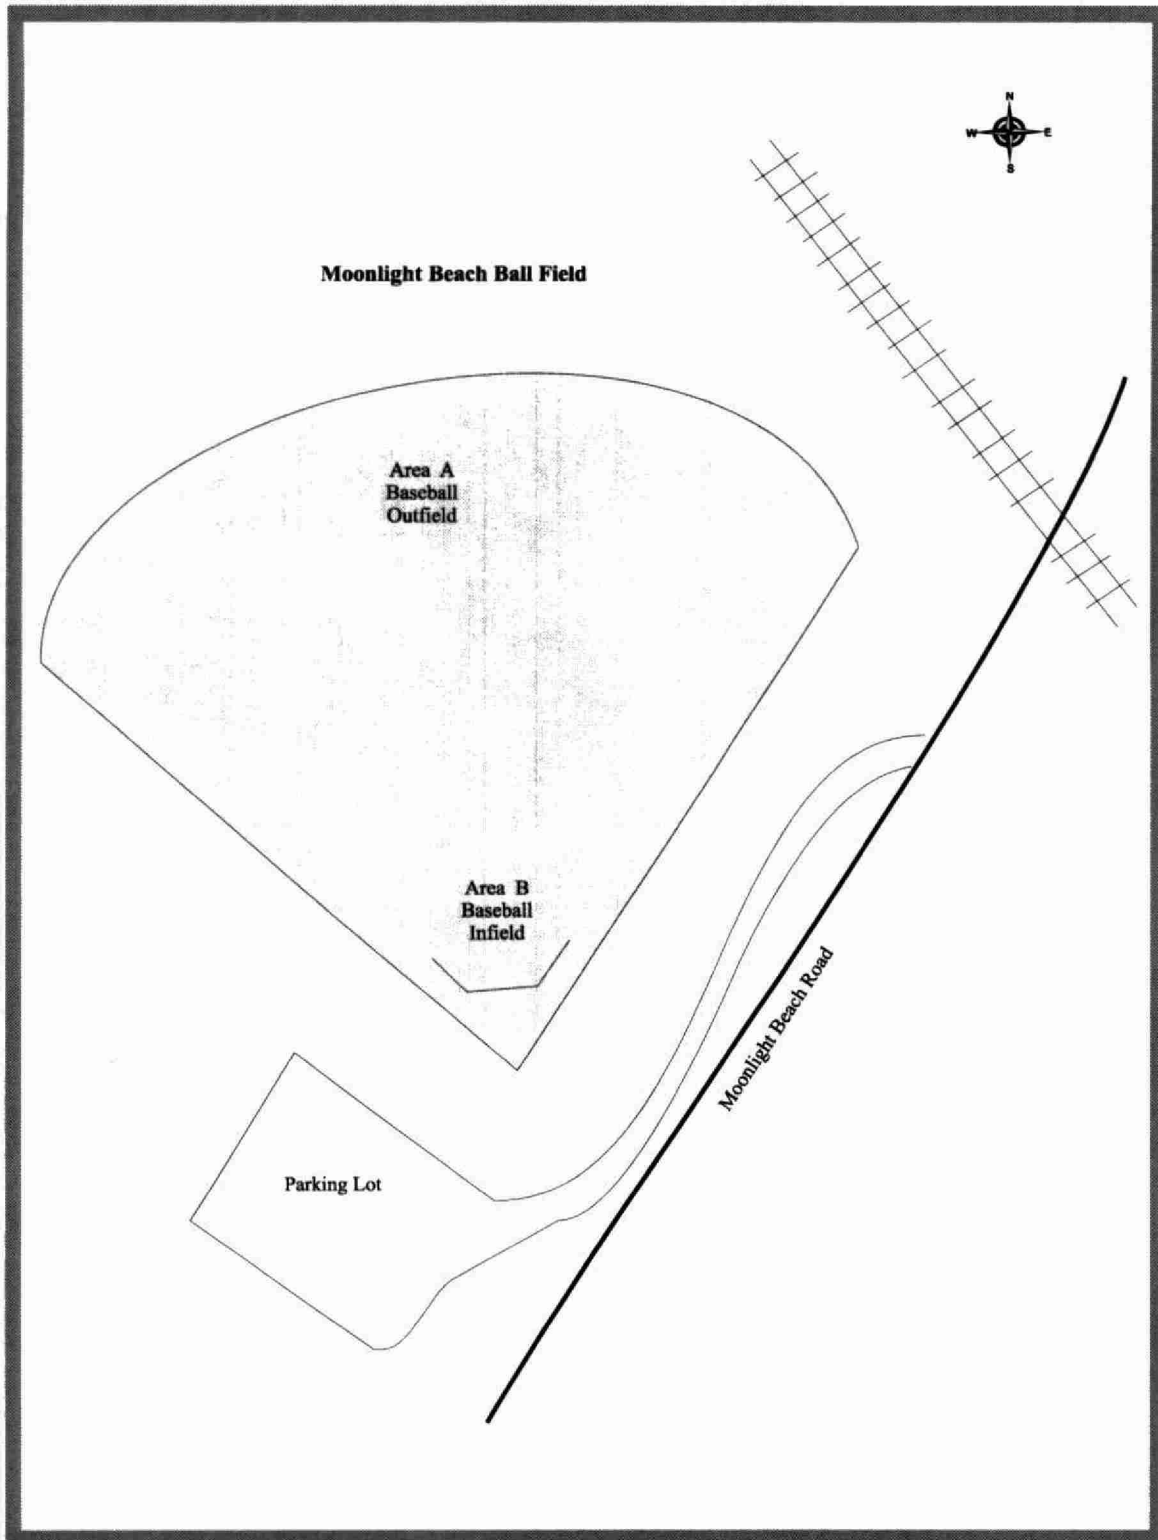 N
W E
S
Moonlight Beach Ball Field
Area A
Baseball
Outfield
Area B
Baseball
Infield
Moonlight Beach Road
Parking Lot